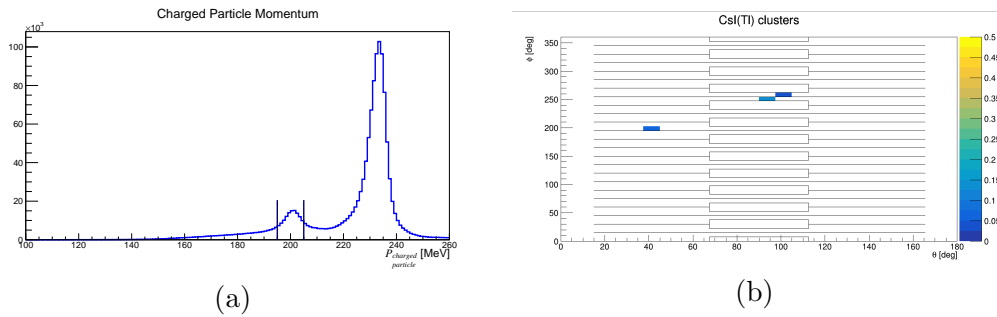 Charged Particle Momentum
×10³
100
80
60
40
20
0
100 120 140 160 180 200 220 240 260
P charged particle [MeV]
(a)
CsI(Tl) clusters
φ [deg]
350
300
250
200
150
100
50
0
0 20 40 60 80 100 120 140 160 180
θ [deg]
0.5
0.45
0.4
0.35
0.3
0.25
0.2
0.15
0.1
0.05
0
(b)